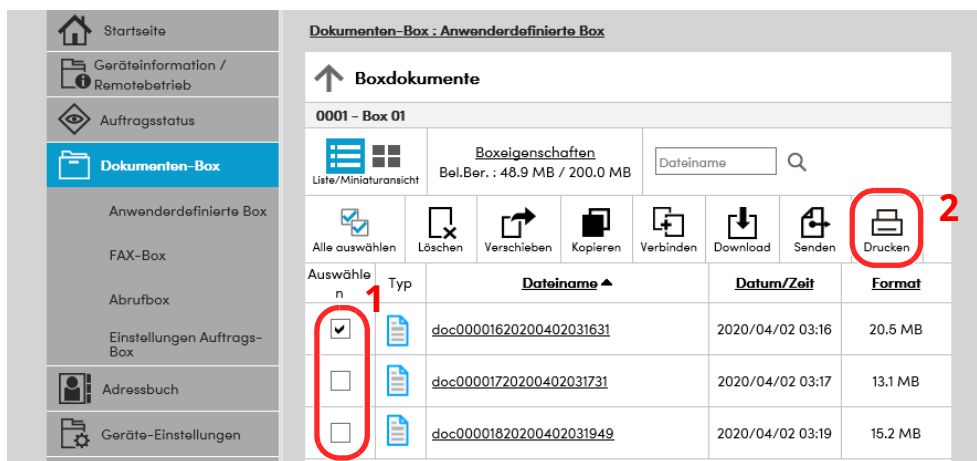 Startseite
Geräteinformation /
Remotebetrieb
Auftragsstatus
Dokumenten-Box
Anwenderdefinierte Box
FAX-Box
Abrufbox
Einstellungen Auftrags-
Box
Adressbuch
Geräte-Einstellungen
Dokumenten-Box : Anwenderdefinierte Box
Boxdokumente
0001 - Box 01
Liste/Miniaturansicht
Boxeigenschaften
Bel.Ber. : 48.9 MB / 200.0 MB
Dateiname
Alle auswählen Löschen Verschieben Kopieren Verbinden Download Senden Drucken 2
Auswähle
n Typ Dateiname Datum/Zeit Format
1
doc00001620200402031631 2020/04/02 03:16 20.5 MB
doc00001720200402031731 2020/04/02 03:17 13.1 MB
doc00001820200402031949 2020/04/02 03:19 15.2 MB